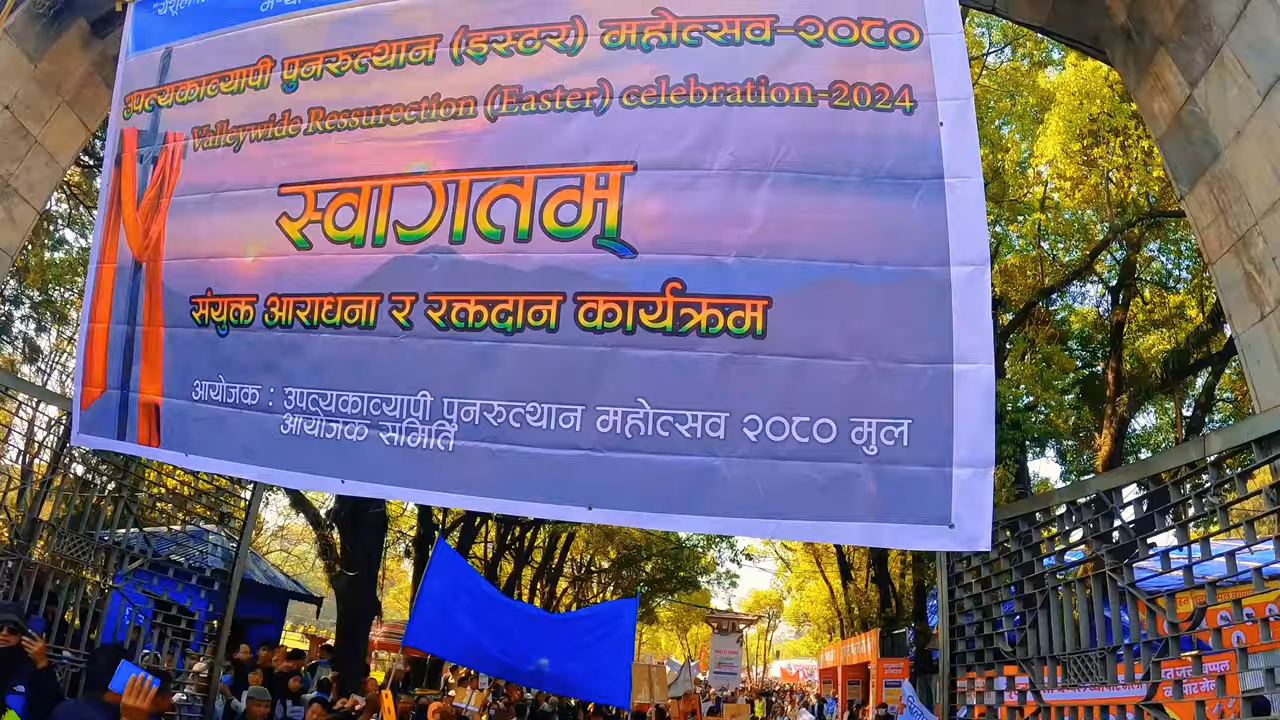 उपत्यकाव्यापी पुनरुत्थान (इस्टर) महोत्सव-२०८०
Valleywide Ressurection (Easter) celebration-2024
स्वागतम्
संयुक्त आराधना र रक्तदान कार्यक्रम
आयोजक : उपत्यकाव्यापी पुनरुत्थान महोत्सव २०८० मुल
आयोजक समिति
WELCOME